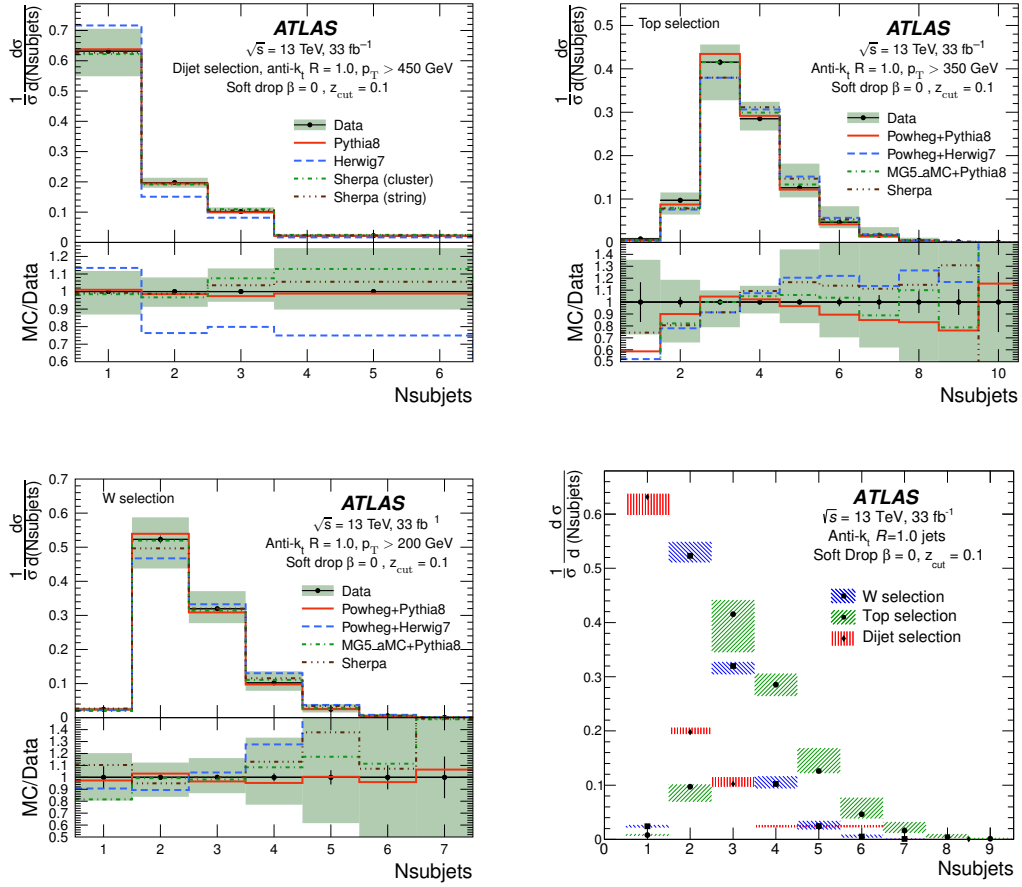 ATLAS
√s = 13 TeV, 33 fb⁻¹
Dijet selection, anti-kₜ R = 1.0, p_T > 450 GeV
Soft drop β = 0 , z_cut = 0.1
Data
Pythia8
Herwig7
Sherpa (cluster)
Sherpa (string)
1/σ dσ/d(Nsubjets)
0.7
0.6
0.5
0.4
0.3
0.2
0.1
0
MC/Data
1.2
1.1
1
0.9
0.8
0.7
0.6
1 2 3 4 5 6
Nsubjets
Top selection
ATLAS
√s = 13 TeV, 33 fb⁻¹
Anti-kₜ R = 1.0, p_T > 350 GeV
Soft drop β = 0 , z_cut = 0.1
Data
Powheg+Pythia8
Powheg+Herwig7
MG5_aMC+Pythia8
Sherpa
1/σ dσ/d(Nsubjets)
0.5
0.4
0.3
0.2
0.1
0
MC/Data
1.4
1.3
1.2
1.1
1
0.9
0.8
0.7
0.6
0.5
2 4 6 8 10
Nsubjets
W selection
ATLAS
√s = 13 TeV, 33 fb⁻¹
Anti-kₜ R = 1.0, p_T > 200 GeV
Soft drop β = 0 , z_cut = 0.1
Data
Powheg+Pythia8
Powheg+Herwig7
MG5_aMC+Pythia8
Sherpa
1/σ dσ/d(Nsubjets)
0.7
0.6
0.5
0.4
0.3
0.2
0.1
0
MC/Data
1.4
1.3
1.2
1.1
1
0.9
0.8
0.7
0.6
0.5
1 2 3 4 5 6 7
Nsubjets
ATLAS
√s = 13 TeV, 33 fb⁻¹
Anti-kₜ R=1.0 jets
Soft Drop β = 0, z_cut = 0.1
W selection
Top selection
Dijet selection
1/σ d σ/d (Nsubjets)
0.6
0.5
0.4
0.3
0.2
0.1
0
0 1 2 3 4 5 6 7 8 9
Nsubjets